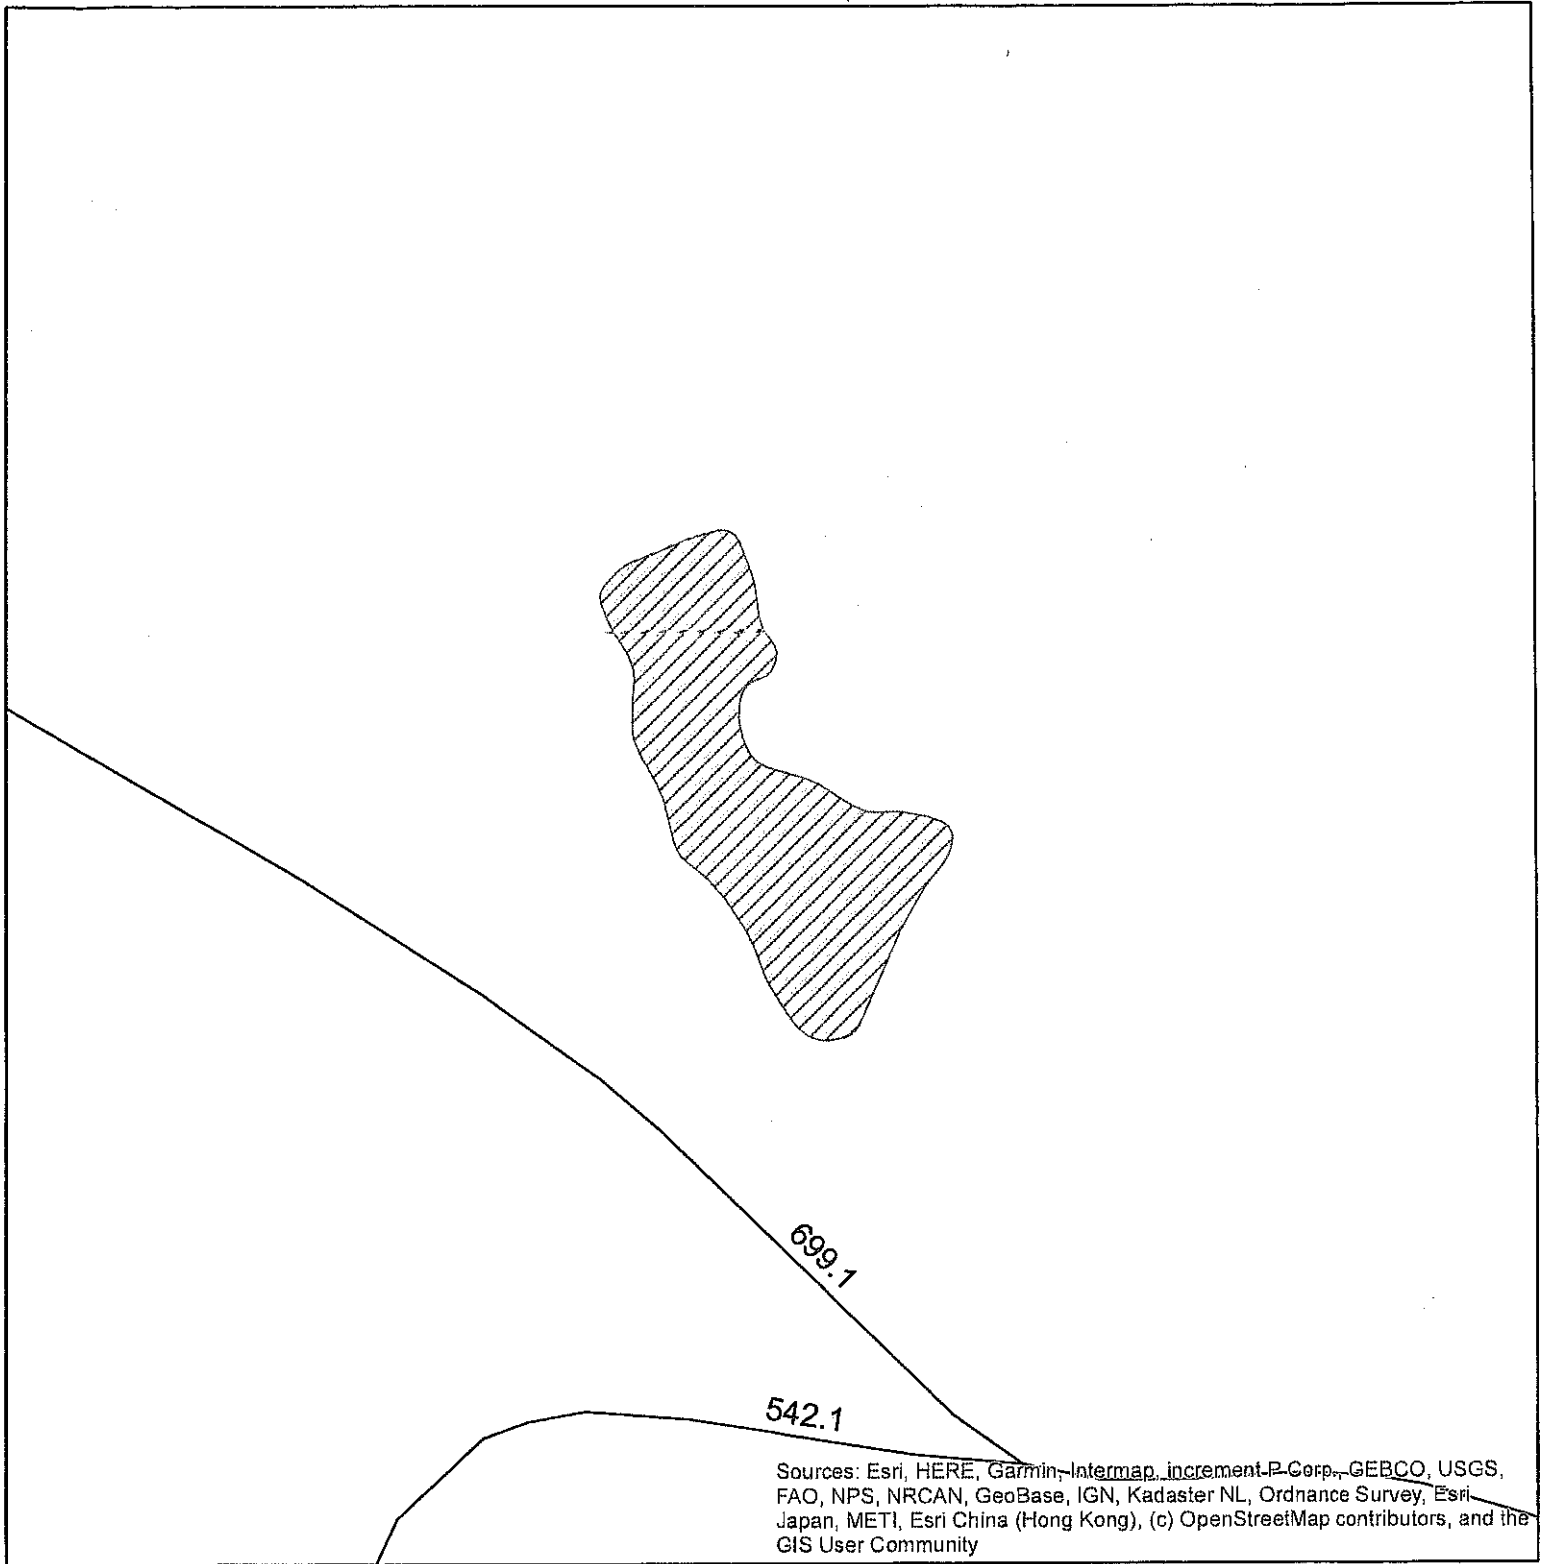 699.1
542.1
Sources: Esri, HERE, Garmin, Intermap, increment P Corp., GEBCO, USGS,
FAO, NPS, NRCAN, GeoBase, IGN, Kadaster NL, Ordnance Survey, Esri
Japan, METI, Esri China (Hong Kong), (c) OpenStreetMap contributors, and the
GIS User Community